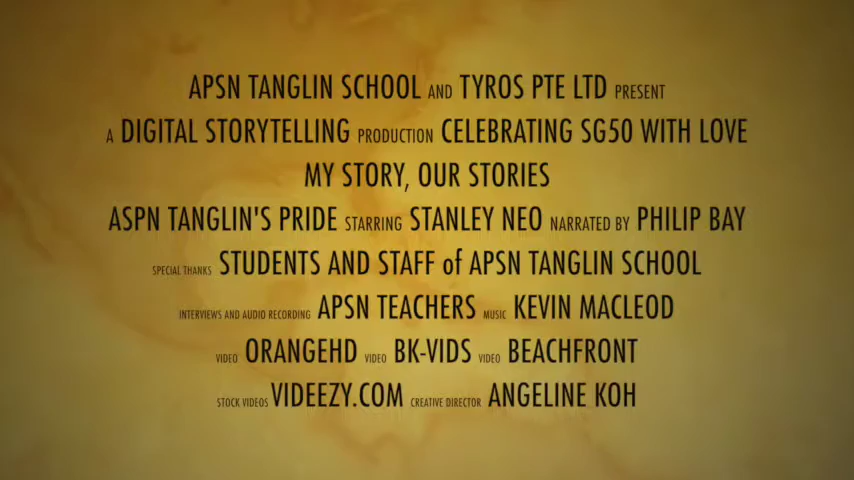 APSN TANGLIN SCHOOL AND TYROS PTE LTD PRESENT
A DIGITAL STORYTELLING PRODUCTION CELEBRATING SG50 WITH LOVE
MY STORY, OUR STORIES
ASPN TANGLIN'S PRIDE STARRING STANLEY NEO NARRATED BY PHILIP BAY
SPECIAL THANKS STUDENTS AND STAFF of APSN TANGLIN SCHOOL
INTERVIEWS AND AUDIO RECORDING APSN TEACHERS MUSIC KEVIN MACLEOD
VIDEO ORANGEHD VIDEO BK-VIDS VIDEO BEACHFRONT
STOCK VIDEOS VIDEEZY.COM CREATIVE DIRECTOR ANGELINE KOH